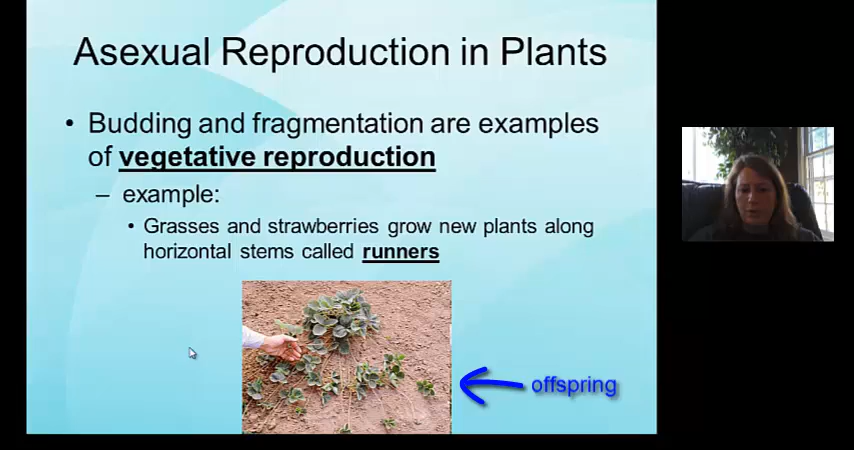 Asexual Reproduction in Plants
• Budding and fragmentation are examples
of vegetative reproduction
– example:
• Grasses and strawberries grow new plants along
horizontal stems called runners
offspring